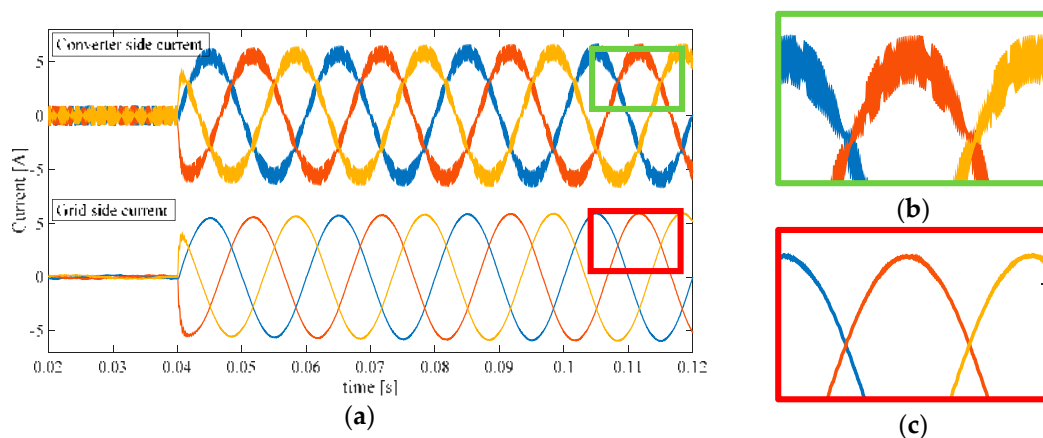 Converter side current
5
0
-5
Grid side current
5
0
-5
Current [A]
0.02 0.03 0.04 0.05 0.06 0.07 0.08 0.09 0.1 0.11 0.12
time [s]
(a)
(b)
(c)